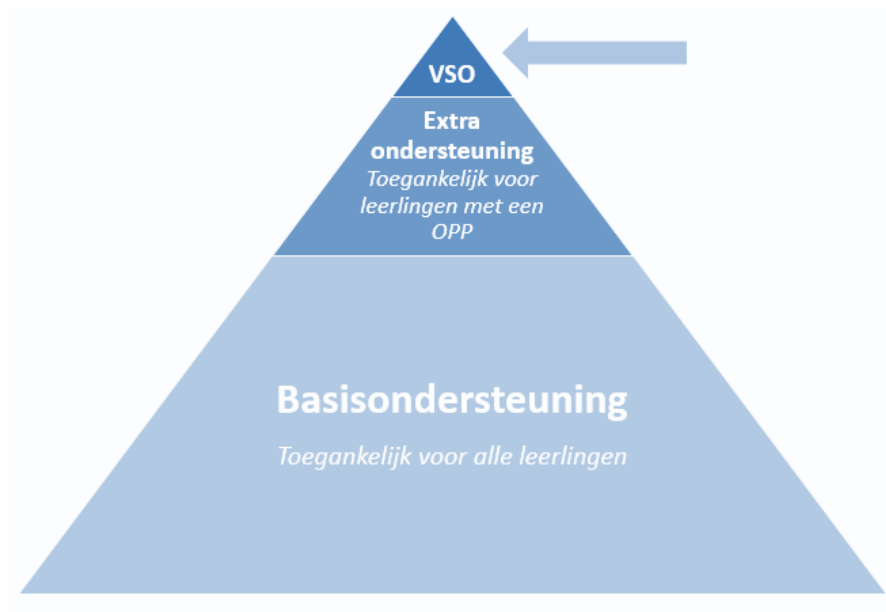 VSO
Extra
ondersteuning
Toegankelijk voor
leerlingen met een
OPP
Basisondersteuning
Toegankelijk voor alle leerlingen